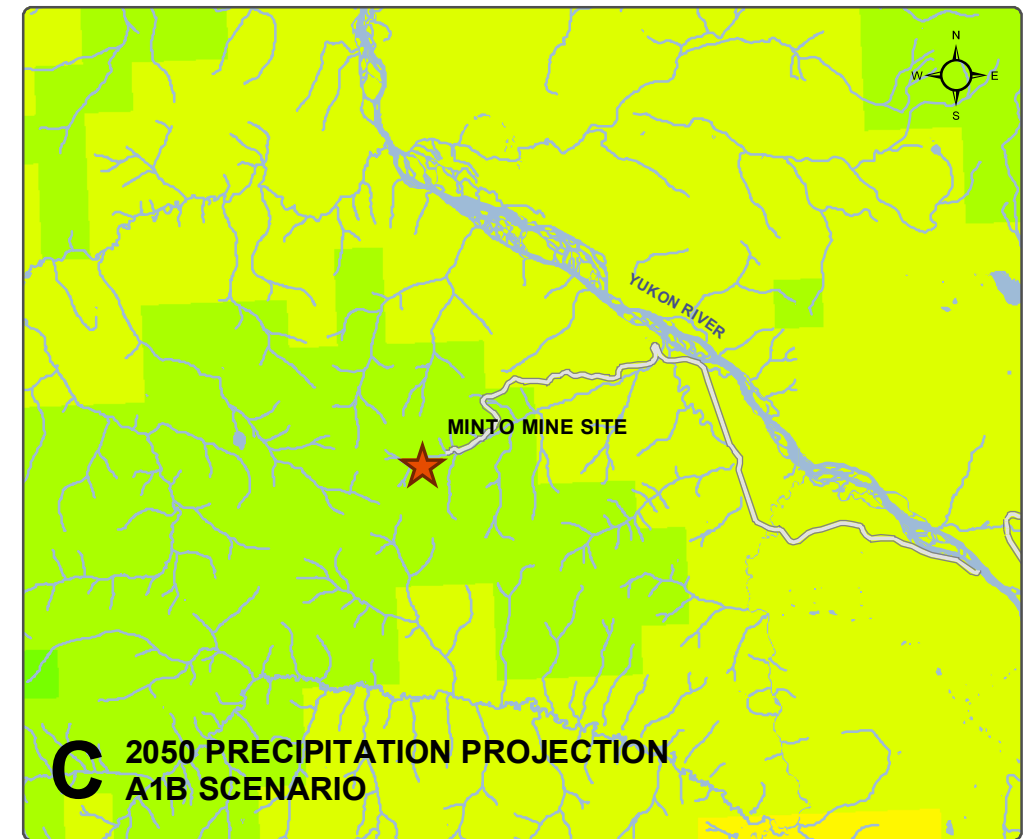 N
W E
S
YUKON RIVER
MINTO MINE SITE
C
2050 PRECIPITATION PROJECTION
A1B SCENARIO